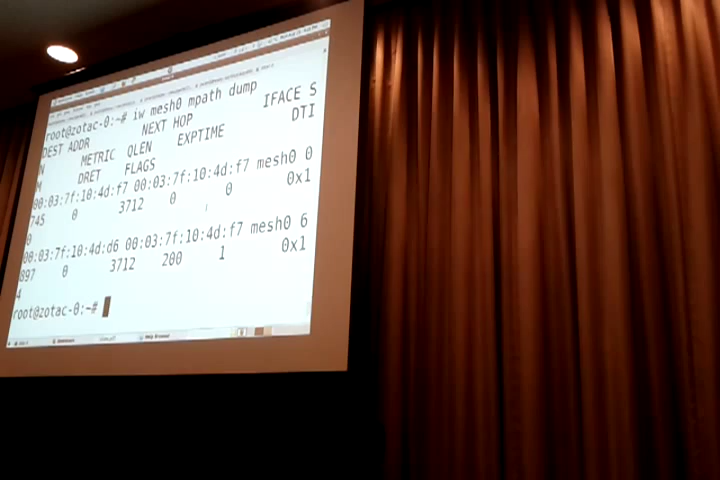 root@zotac-0:~# iw mesh0 mpath dump
DEST ADDR NEXT HOP IFACE S
N METRIC QLEN EXPTIME DTI
M DRET FLAGS
00:03:7f:10:4d:f7 00:03:7f:10:4d:f7 mesh0 0
745 0 3712 0 0 0x1
0
00:03:7f:10:4d:d6 00:03:7f:10:4d:f7 mesh0 6
897 0 3712 200 1 0x1
4
root@zotac-0:~#